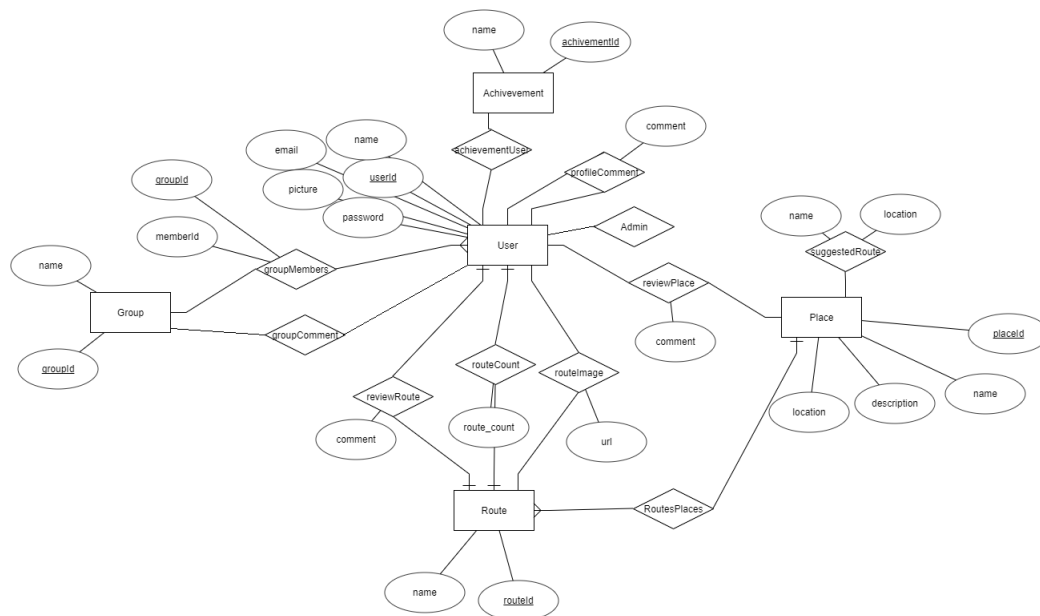 name
achivementId
Achivevement
name
comment
email
achievementUser
groupId
userId
profileComment
picture
password
name
location
memberId
Admin
User
suggestedRoute
name
groupMembers
reviewPlace
Group
Place
placeId
groupComment
comment
groupId
routeCount
routeImage
reviewRoute
name
description
location
comment
route_count
url
Route
RoutesPlaces
name
routeId